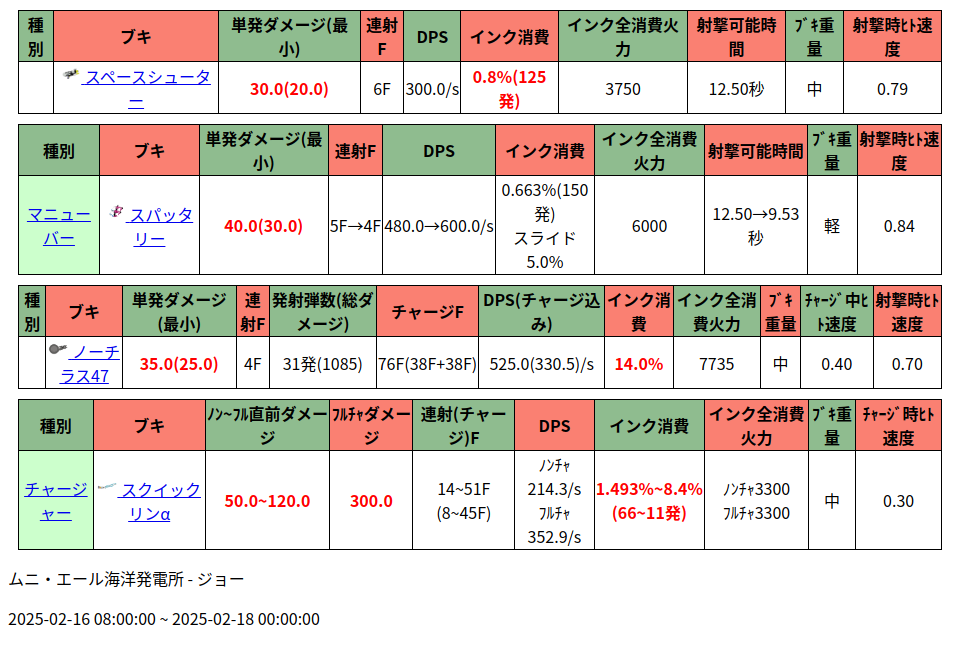 種別 ブキ 単発ダメージ(最小) 連射F DPS インク消費 インク全消費火力 射撃可能時間 ﾌﾞｷ重量 射撃時ﾋﾄ速度
スペースシューター 30.0(20.0) 6F 300.0/s 0.8%(125発) 3750 12.50秒 中 0.79
種別 ブキ 単発ダメージ(最小) 連射F DPS インク消費 インク全消費火力 射撃可能時間 ﾌﾞｷ重量 射撃時ﾋﾄ速度
マニューバー スパッタリー 40.0(30.0) 5F→4F 480.0→600.0/s 0.663%(150発) スライド5.0% 6000 12.50→9.53秒 軽 0.84
種別 ブキ 単発ダメージ(最小) 連射F 発射弾数(総ダメージ) チャージF DPS(チャージ込み) インク消費 インク全消費火力 ﾌﾞｷ重量 ﾁｬｰｼﾞ中ﾋﾄ速度 射撃時ﾋﾄ速度
ノーチラス47 35.0(25.0) 4F 31発(1085) 76F(38F+38F) 525.0(330.5)/s 14.0% 7735 中 0.40 0.70
種別 ブキ ﾉﾝ~ﾌﾙ直前ダメージ ﾌﾙﾁｬダメージ 連射(チャージ)F DPS インク消費 インク全消費火力 ﾌﾞｷ重量 ﾁｬｰｼﾞ時ﾋﾄ速度
チャージャー スクイックリンα 50.0~120.0 300.0 14~51F (8~45F) ﾉﾝﾁｬ 214.3/s ﾌﾙﾁｬ 352.9/s 1.493%~8.4% (66~11発) ﾉﾝﾁｬ3300 ﾌﾙﾁｬ3300 中 0.30
ムニ・エール海洋発電所 - ジョー
2025-02-16 08:00:00 ~ 2025-02-18 00:00:00